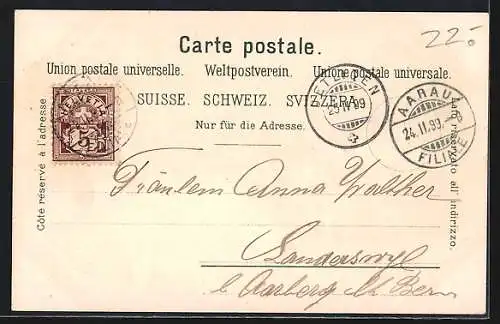 22.-
Carte postale.
Union postale universelle. Weltpostverein. Unione postale universale.
SUISSE. SCHWEIZ. SVIZZERA.
Nur für die Adresse.
Côté réservé à l'adresse
Lato riservato all' indirizzo.
HELVETIA
AARAU
24.II.99.
FILIALE
Fräulein Anna Walther
Landerswyl
b/ Aarberg Kt Bern